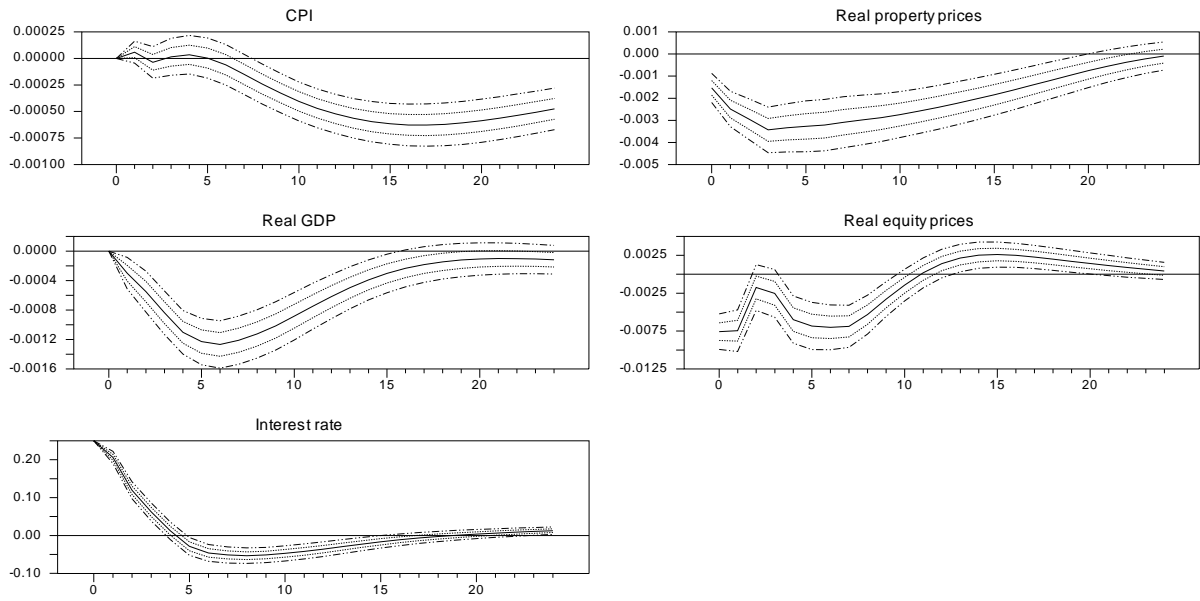 CPI
0.00025
0.00000
-0.00025
-0.00050
-0.00075
-0.00100
0 5 10 15 20
Real property prices
0.001
0.000
-0.001
-0.002
-0.003
-0.004
-0.005
0 5 10 15 20
Real GDP
0.0000
-0.0004
-0.0008
-0.0012
-0.0016
0 5 10 15 20
Real equity prices
0.0025
-0.0025
-0.0075
-0.0125
0 5 10 15 20
Interest rate
0.20
0.10
0.00
-0.10
0 5 10 15 20